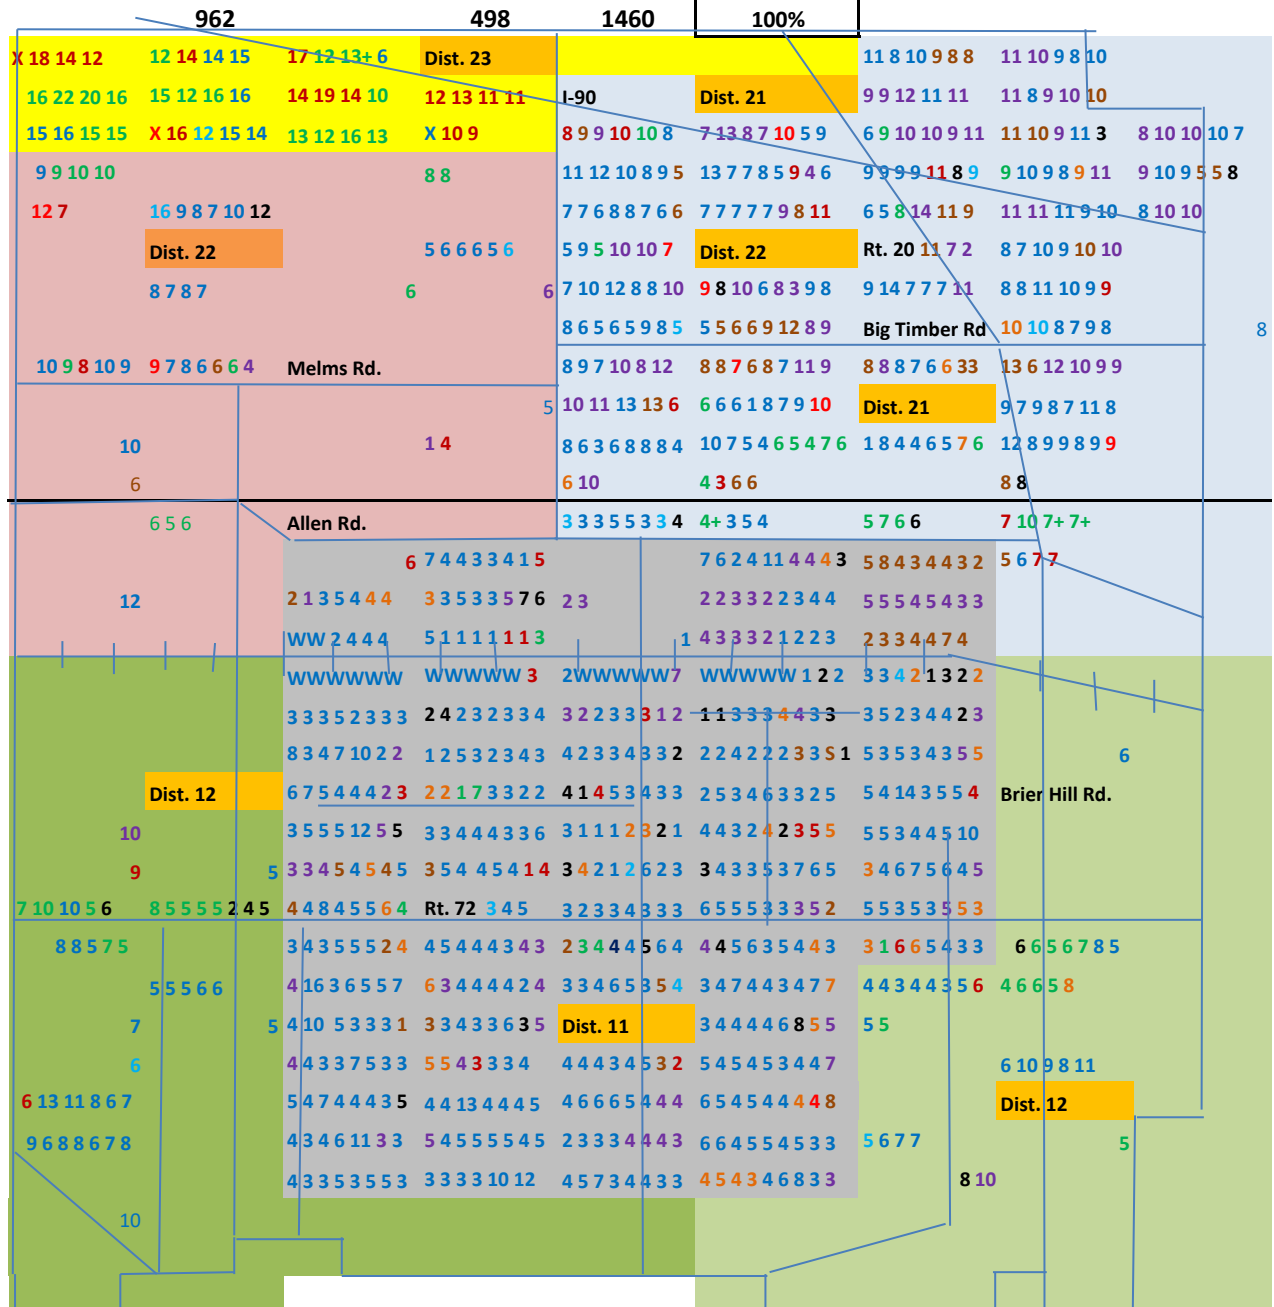 962 498 1460 100%
X 18 14 12 12 14 14 15 17 12 13+ 6 Dist. 23 11 8 10 9 8 8 11 10 9 8 10
16 22 20 16 15 12 16 16 14 19 14 10 12 13 11 11 I-90 Dist. 21 9 9 12 11 11 11 8 9 10 10
15 16 15 15 X 16 12 15 14 13 12 16 13 X 10 9 8 9 9 10 10 8 7 13 8 7 10 5 9 6 9 10 10 9 11 11 10 9 11 3 8 10 10 10 7
9 9 10 10 8 8 11 12 10 8 9 5 13 7 7 8 5 9 4 6 9 9 9 9 11 8 9 9 10 9 8 9 11 9 10 9 5 5 8
12 7 16 9 8 7 10 12 7 7 6 8 8 7 6 6 7 7 7 7 7 9 8 11 6 5 8 14 11 9 11 11 11 9 10 8 10 10
Dist. 22 5 6 6 6 5 6 5 9 5 10 10 7 Dist. 22 Rt. 20 11 7 2 8 7 10 9 10 10
8 7 8 7 6 6 7 10 12 8 8 10 9 8 10 6 8 3 9 8 9 14 7 7 7 11 8 8 11 10 9 9
8 6 5 6 5 9 8 5 5 5 6 6 9 12 8 9 Big Timber Rd 10 10 8 7 9 8 8
10 9 8 10 9 9 7 8 6 6 6 4 Melms Rd. 8 9 7 10 8 12 8 8 7 6 8 7 11 9 8 8 8 7 6 6 33 13 6 12 10 9 9
5 10 11 13 13 6 6 6 6 1 8 7 9 10 Dist. 21 9 7 9 8 7 11 8
10 1 4 8 6 3 6 8 8 8 4 10 7 5 4 6 5 4 7 6 1 8 4 4 6 5 7 6 12 8 9 9 8 9 9
6 6 10 4 3 6 6 8 8
6 5 6 Allen Rd. 3 3 3 5 5 3 3 4 4+ 3 5 4 5 7 6 6 7 10 7+ 7+
6 7 4 4 3 3 4 1 5 7 6 2 4 11 4 4 4 3 5 8 4 3 4 4 3 2 5 6 7 7
12 2 1 3 5 4 4 4 3 3 5 3 3 5 7 6 2 3 2 2 3 3 2 2 3 4 4 5 5 5 4 5 4 3 3
WW 2 4 4 4 5 1 1 1 1 1 1 3 1 4 3 3 3 2 1 2 2 3 2 3 3 4 4 7 4
WWWWWW WWWWW 3 2WWWWW7 WWWWW 1 2 2 3 3 4 2 1 3 2 2
3 3 3 5 2 3 3 3 2 4 2 3 2 3 3 4 3 2 2 3 3 3 1 2 1 1 3 3 3 4 4 3 3 3 5 2 3 4 4 2 3
8 3 4 7 10 2 2 1 2 5 3 2 3 4 3 4 2 3 3 4 3 3 2 2 2 4 2 2 2 3 3 S 1 5 3 5 3 4 3 5 5 6
Dist. 12 6 7 5 4 4 4 2 3 2 2 1 7 3 3 2 2 4 1 4 5 3 4 3 3 2 5 3 4 6 3 3 2 5 5 4 14 3 5 5 4 Brier Hill Rd.
10 3 5 5 5 12 5 5 3 3 4 4 4 3 3 6 3 1 1 1 2 3 2 1 4 4 3 2 4 2 3 5 5 5 5 3 4 4 5 10
9 5 3 3 4 5 4 5 4 5 3 5 4 4 5 4 1 4 3 4 2 1 2 6 2 3 3 4 3 3 5 3 7 6 5 3 4 6 7 5 6 4 5
7 10 10 5 6 8 5 5 5 5 2 4 5 4 4 8 4 5 5 6 4 Rt. 72 3 4 5 3 2 3 3 4 3 3 3 6 5 5 5 3 3 3 5 2 5 5 3 5 3 5 5 3
8 8 5 7 5 3 4 3 5 5 5 2 4 4 5 4 4 4 3 4 3 2 3 4 4 4 5 6 4 4 4 5 6 3 5 4 4 3 3 1 6 6 5 4 3 3 6 6 5 6 7 8 5
5 5 5 6 6 4 16 3 6 5 5 7 6 3 4 4 4 4 2 4 3 3 4 6 5 3 5 4 3 4 7 4 4 3 4 7 7 4 4 3 4 4 3 5 6 4 6 6 5 8
7 5 4 10 5 3 3 3 1 3 3 4 3 3 6 3 5 Dist. 11 3 4 4 4 4 6 8 5 5 5 5
6 4 4 3 3 7 5 3 3 5 5 4 3 3 3 4 4 4 4 3 4 5 3 2 5 4 5 4 5 3 4 4 7 6 10 9 8 11
6 13 11 8 6 7 5 4 7 4 4 4 3 5 4 4 13 4 4 4 5 4 6 6 6 5 4 4 4 6 5 4 5 4 4 4 4 8 Dist. 12
9 6 8 8 6 7 8 4 3 4 6 11 3 3 5 4 5 5 5 5 4 5 2 3 3 3 4 4 4 3 6 6 4 5 5 4 5 3 3 5 6 7 7 5
4 3 3 5 3 5 5 3 3 3 3 3 10 12 4 5 7 3 4 4 3 3 4 5 4 3 4 6 8 3 3 8 10
10
8